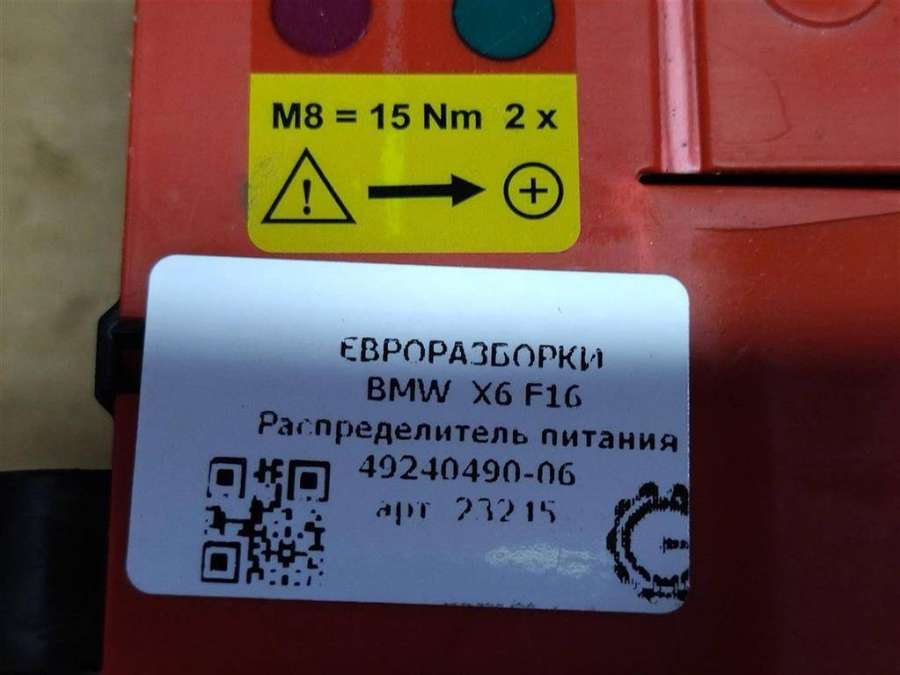 M8 = 15 Nm 2 x
ЕВРОРАЗБОРКИ
BMW X6 F16
Распределитель питания
49240490-06
арт 23215